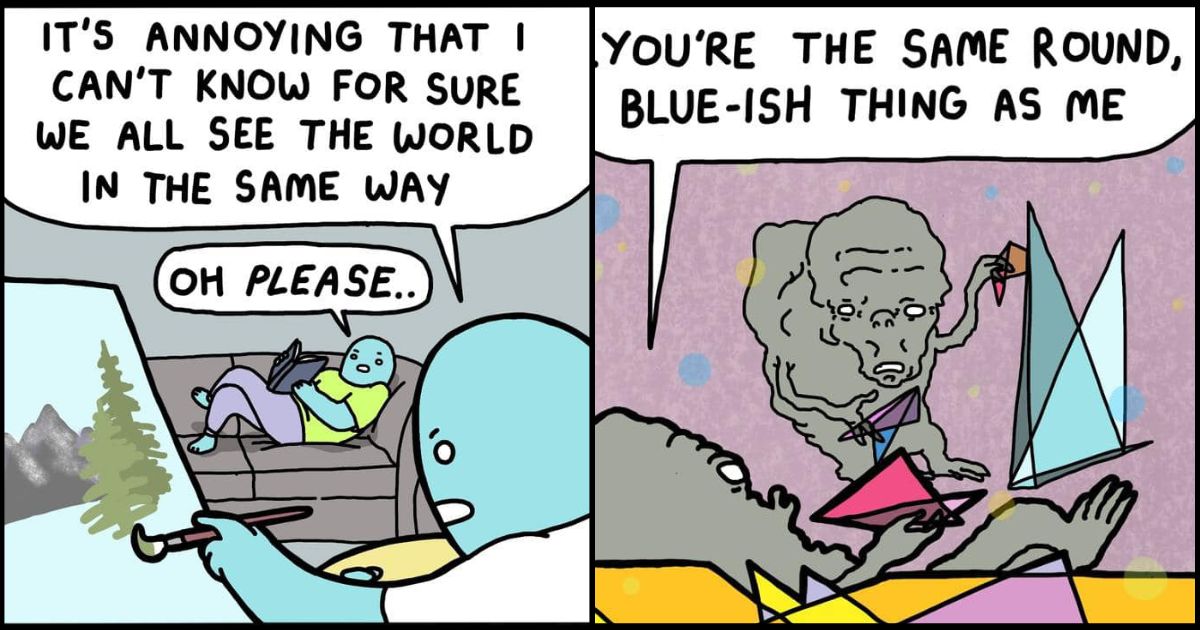 IT'S ANNOYING THAT I
CAN'T KNOW FOR SURE
WE ALL SEE THE WORLD
IN THE SAME WAY
OH PLEASE..
.YOU'RE THE SAME ROUND,
BLUE-ISH THING AS ME